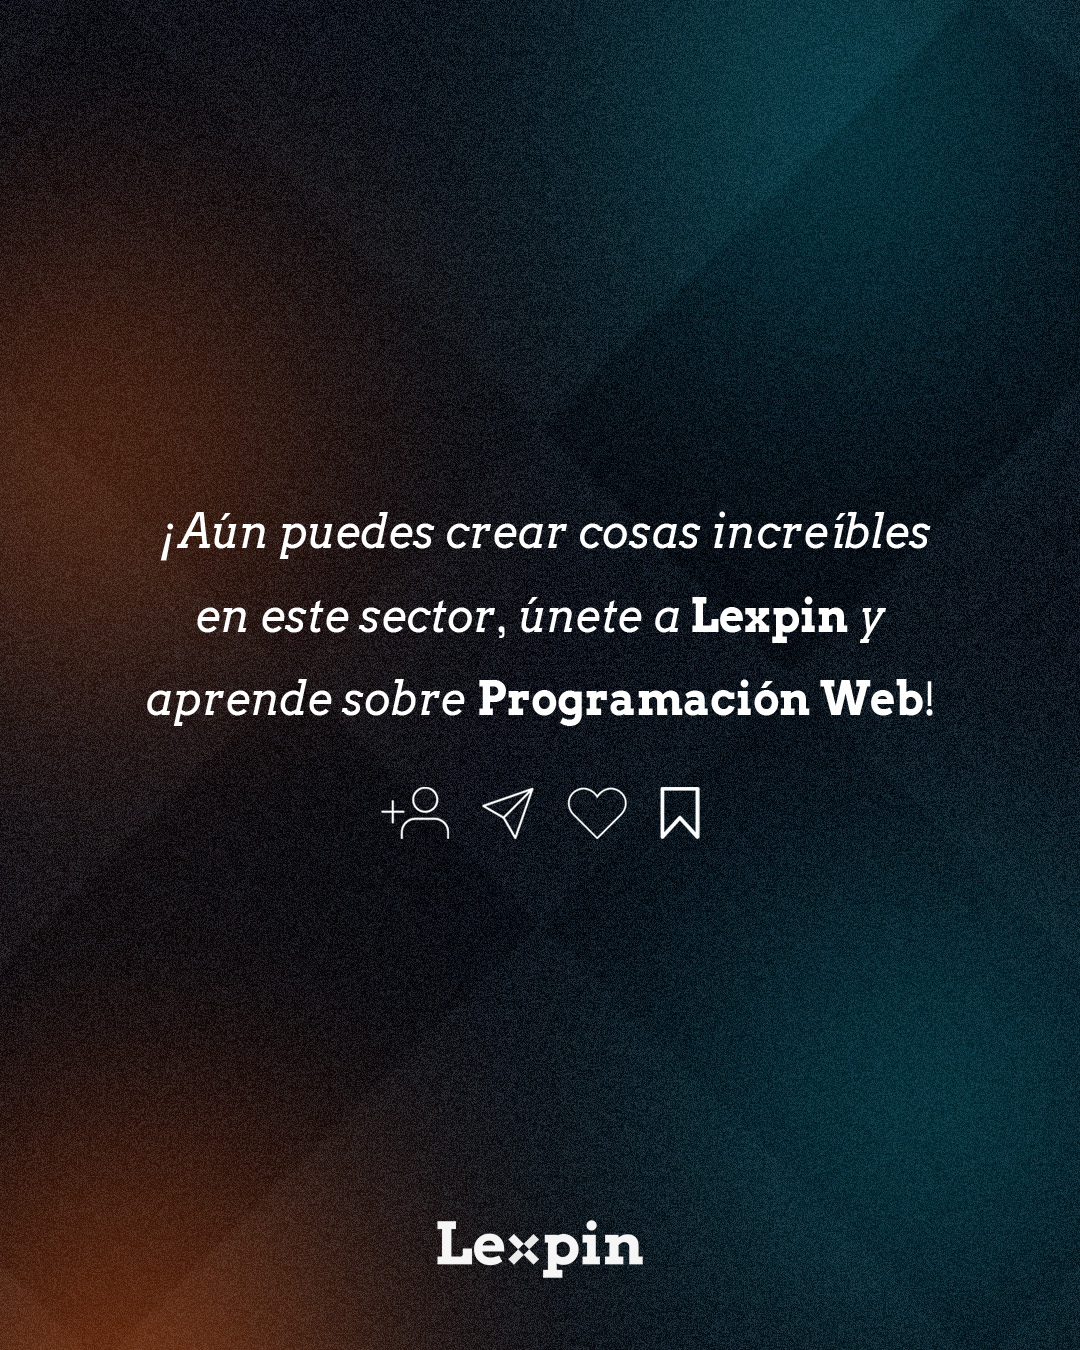 ¡Aún puedes crear cosas increíbles
en este sector, únete a Lexpin y
aprende sobre Programación Web!
Lexpin